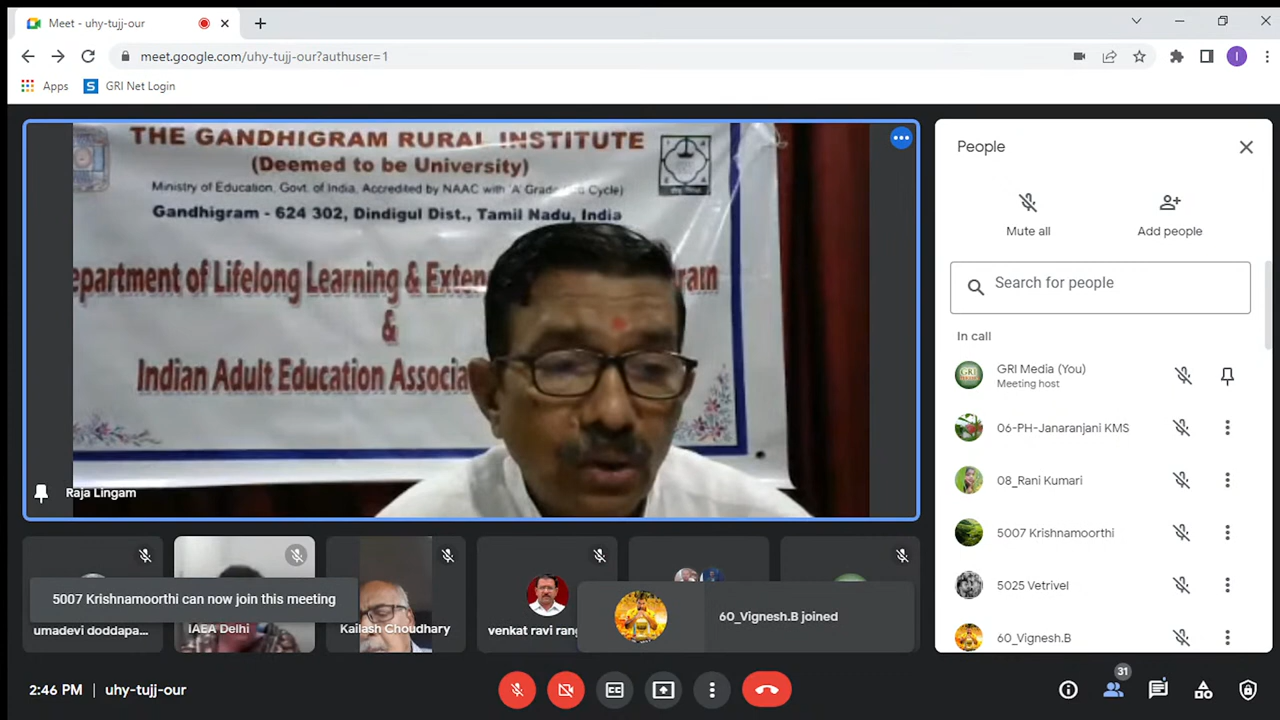 Meet - uhy-tujj-our
meet.google.com/uhy-tujj-our?authuser=1
I
Apps
S GRI Net Login
THE GANDHIGRAM RURAL INSTITUTE
(Deemed to be University)
Ministry of Education, Govt. of India, Accredited by NAAC with 'A' Grade Cycle)
Gandhigram - 624 302, Dindigul Dist., Tamil Nadu, India
epartment of Lifelong Learning & Exten ram
&
Indian Adult Education Associa
Raja Lingam
5007 Krishnamoorthi can now join this meeting
umadevi doddapa...
IAEA Delhi
Kailash Choudhary
venkat ravi rang
60_Vignesh.B joined
People
Mute all
Add people
Search for people
In call
GRI Media (You)
Meeting host
06-PH-Janaranjani KMS
08_Rani Kumari
5007 Krishnamoorthi
5025 Vetrivel
60_Vignesh.B
2:46 PM | uhy-tujj-our
CC
31